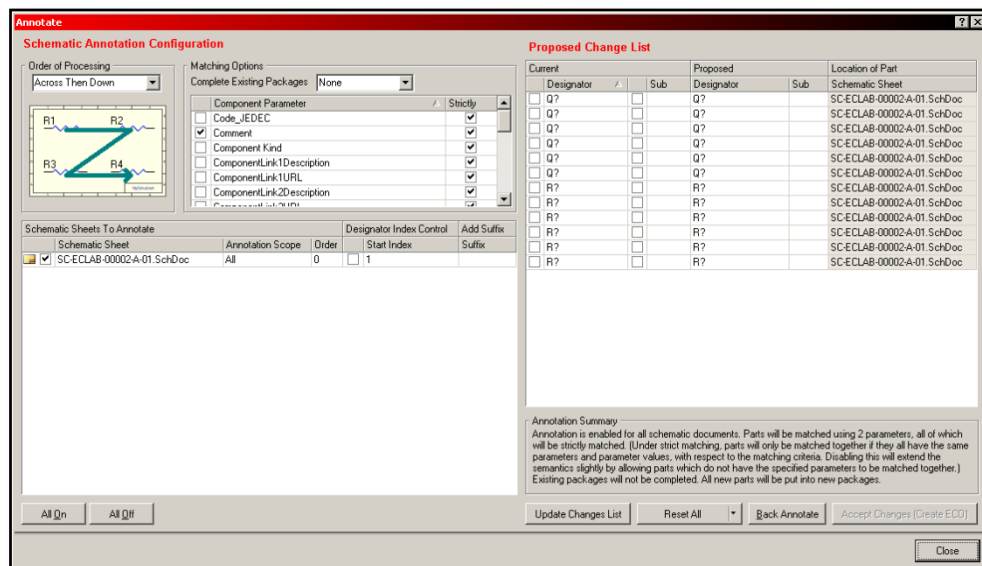 Annotate
Schematic Annotation Configuration
Order of Processing
Across Then Down
R1 R2
R3 R4
Matching Options
Complete Existing Packages None
Component Parameter Strictly
Code_JEDEC
Comment
Component Kind
ComponentLink1Description
ComponentLink1URL
ComponentLink2Description
Schematic Sheets To Annotate Designator Index Control Add Suffix
Schematic Sheet Annotation Scope Order Start Index Suffix
SC-ECLAB-00002-A-01.SchDoc All 0 1
All On All Off
Proposed Change List
Current Proposed Location of Part
Designator Sub Designator Sub Schematic Sheet
Q? Q? SC-ECLAB-00002-A-01.SchDoc
Q? Q? SC-ECLAB-00002-A-01.SchDoc
Q? Q? SC-ECLAB-00002-A-01.SchDoc
Q? Q? SC-ECLAB-00002-A-01.SchDoc
Q? Q? SC-ECLAB-00002-A-01.SchDoc
Q? Q? SC-ECLAB-00002-A-01.SchDoc
R? R? SC-ECLAB-00002-A-01.SchDoc
R? R? SC-ECLAB-00002-A-01.SchDoc
R? R? SC-ECLAB-00002-A-01.SchDoc
R? R? SC-ECLAB-00002-A-01.SchDoc
R? R? SC-ECLAB-00002-A-01.SchDoc
R? R? SC-ECLAB-00002-A-01.SchDoc
Annotation Summary
Annotation is enabled for all schematic documents. Parts will be matched using 2 parameters, all of which
will be strictly matched. (Under strict matching, parts will only be matched together if they all have the same
parameters and parameter values, with respect to the matching criteria. Disabling this will extend the
semantics slightly by allowing parts which do not have the specified parameters to be matched together.)
Existing packages will not be completed. All new parts will be put into new packages.
Update Changes List Reset All Back Annotate Accept Changes (Create ECO)
Close